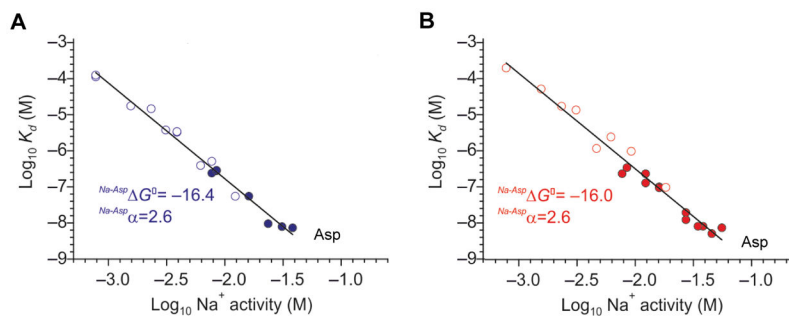 A
Log10 Kd (M)
−3
−4
−5
−6
−7
−8
−9
Na-AspΔG0= −16.4
Na-Aspα=2.6
Asp
−3.0 −2.5 −2.0 −1.5 −1.0
Log10 Na+ activity (M)
B
Log10 Kd (M)
−3
−4
−5
−6
−7
−8
−9
Na-AspΔG0= −16.0
Na-Aspα=2.6
Asp
−3.0 −2.5 −2.0 −1.5 −1.0
Log10 Na+ activity (M)